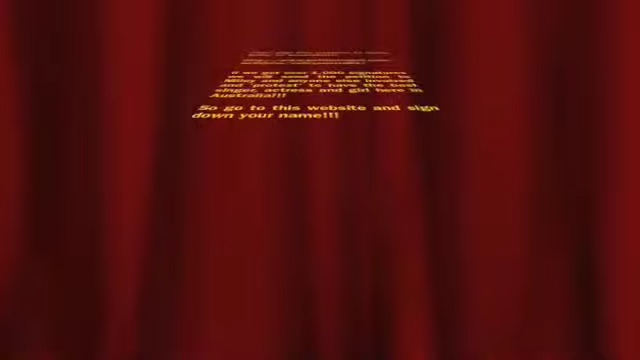 If we get over 1,000 signatures
we will send the petition to
Miley and anyone else involved
and 'protest' to have the best
singer, actress and girl here in
Australia!!!
So go to this website and sign
down your name!!!